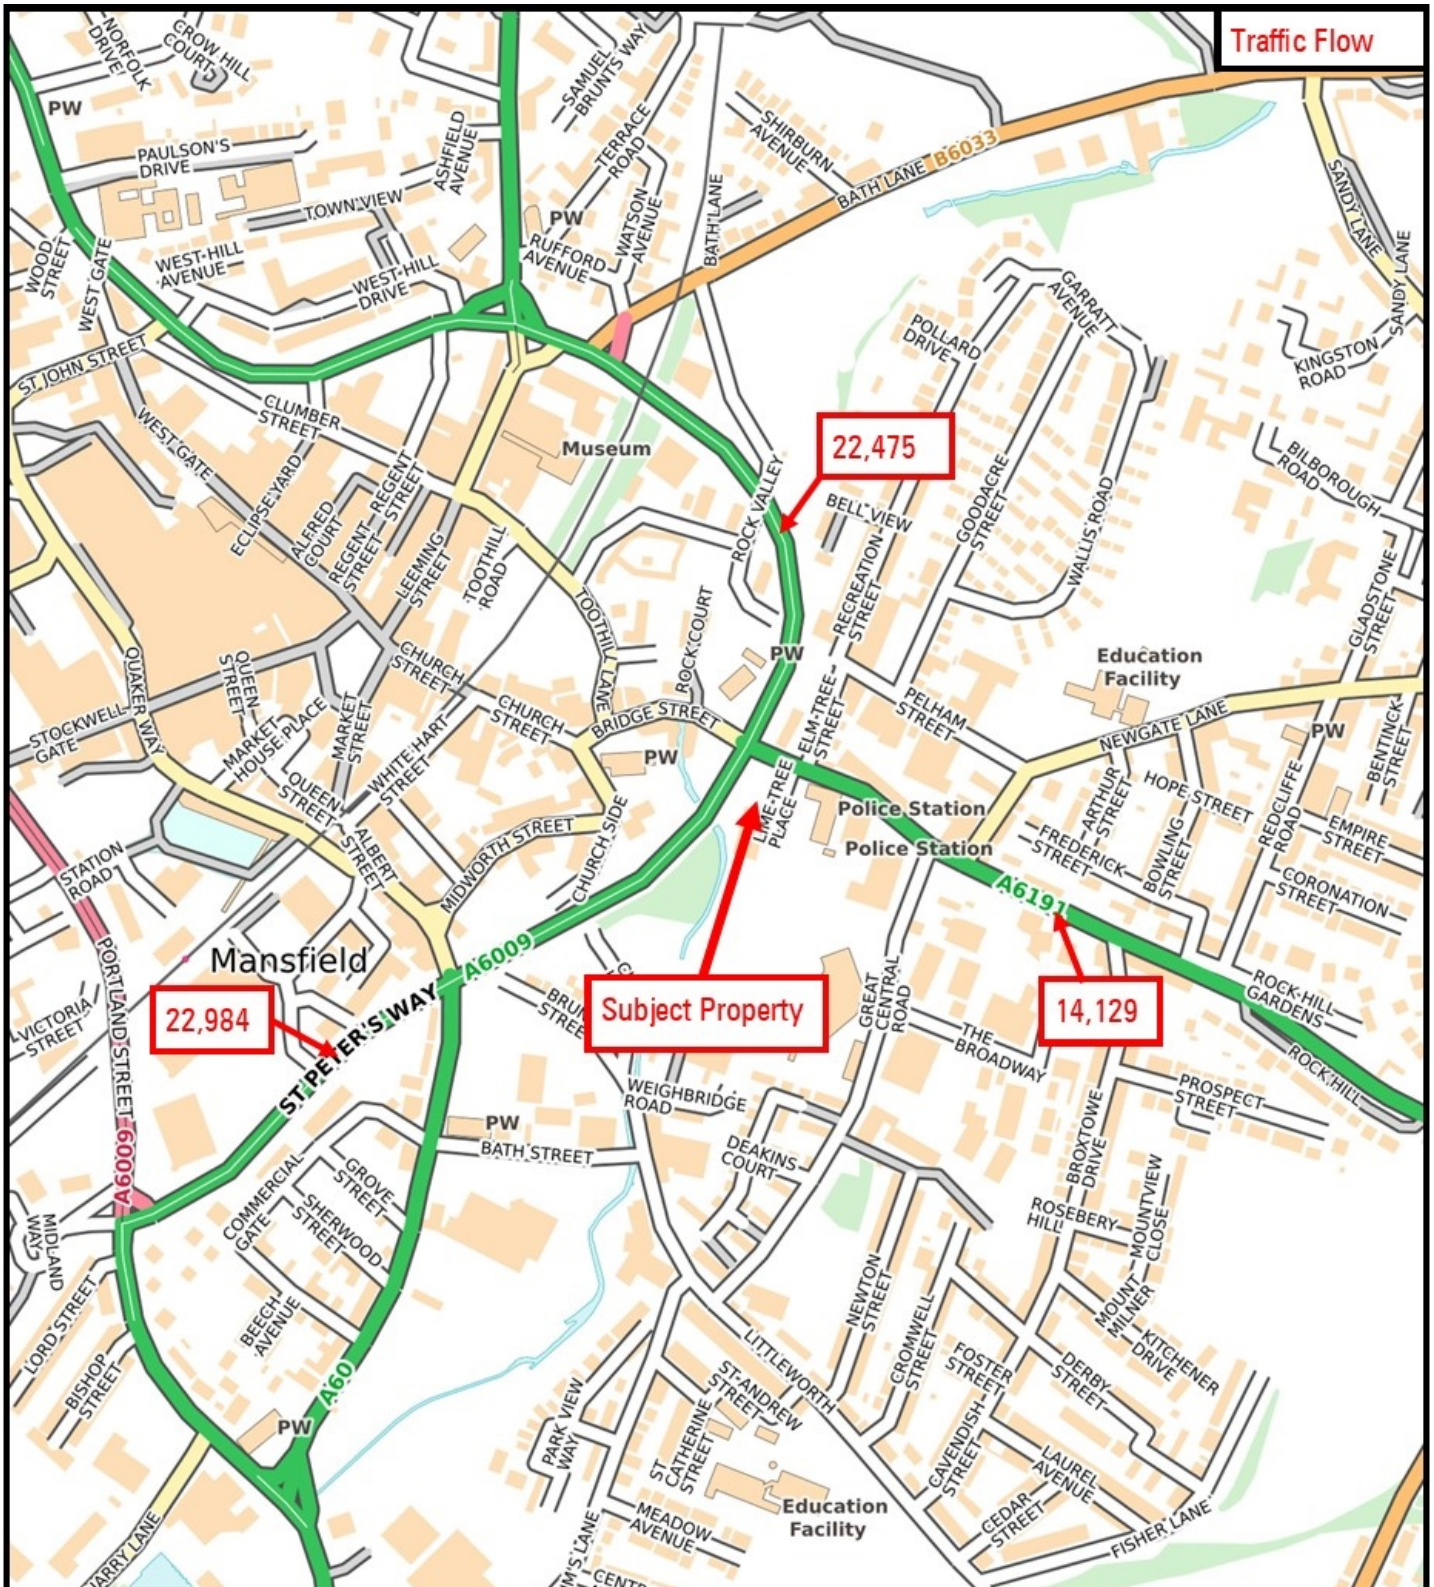 Traffic Flow
NORFOLK
DRIVE
CROW HILL
COURT
SAMUEL
BRUNTS WAY
PW
PAULSON'S
DRIVE
ASHFIELD
AVENUE
TERRACE
ROAD
SHIRBURN
AVENUE
BATH LANE
B6033
SANDY LANE
TOWN VIEW
PW
WATSON
AVENUE
BATH LANE
RUFFORD
AVENUE
WOOD
STREET
WEST GATE
WEST HILL
AVENUE
WEST HILL
DRIVE
SANDY LANE
GARRATT
AVENUE
POLLARD
DRIVE
KINGSTON
ROAD
ST JOHN STREET
CLUMBER
STREET
WEST GATE
Museum
22,475
BILBOROUGH
ROAD
ECLIPSE YARD
ALFRED
COURT
REGENT
STREET
REGENT
STREET
LEEMING
STREET
TOOTHILL
ROAD
ROCK VALLEY
BELL VIEW
GOODACRE
STREET
WALLIS ROAD
RECREATION
STREET
GLADSTONE
STREET
TOOTHILL LANE
ROCK COURT
PW
Education
Facility
QUAKER WAY
QUEEN
STREET
CHURCH
STREET
CHURCH
STREET
BRIDGE STREET
ELM TREE
STREET
PELHAM
STREET
NEWGATE LANE
PW
BENTINCK
STREET
STOCKWELL
GATE
MARKET
HOUSE PLACE
MARKET
STREET
WHITE HART
STREET
PW
LIME TREE
PLACE
ARTHUR
STREET
HOPE STREET
REDCLIFFE
ROAD
QUEEN
STREET
Police Station
Police Station
EMPIRE
STREET
FREDERICK
STREET
BOWLING
STREET
CORONATION
STREET
ALBERT
STREET
MIDWORTH STREET
CHURCH SIDE
STATION
ROAD
A6191
Mansfield
A6009
PORTLAND STREET
A6009
VICTORIA
STREET
22,984
ST PETER'S WAY
Subject Property
GREAT
CENTRAL
ROAD
14,129
ROCK HILL
GARDENS
ROCK HILL
THE
BROADWAY
WEIGHBRIDGE
ROAD
PROSPECT
STREET
PW
BATH STREET
DEAKINS
COURT
BROXTOWE
DRIVE
COMMERCIAL
GATE
GROVE
STREET
SHERWOOD
STREET
MIDLAND
WAY
ROSEBERY
HILL
MOUNTVIEW
CLOSE
LORD STREET
BEECH
AVENUE
NEWTON
STREET
CROMWELL
STREET
MOUNT
MILNER
KITCHENER
DRIVE
BISHOP
STREET
A60
LITTLEWORTH
FOSTER
STREET
DERBY
STREET
PW
PARK VIEW
WAY
ST ANDREW
STREET
ST
CATHERINE
STREET
CAVENDISH
STREET
LAUREL
AVENUE
CEDAR
STREET
FISHER LANE
Education
Facility
MEADOW
AVENUE